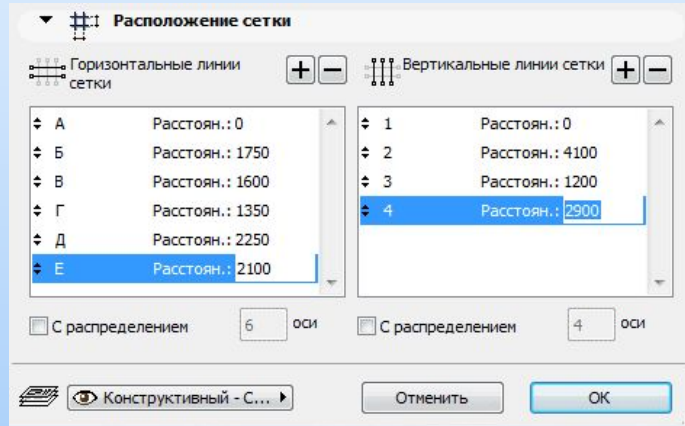 Расположение сетки
Горизонтальные линии сетки
А Расстоян.: 0
Б Расстоян.: 1750
В Расстоян.: 1600
Г Расстоян.: 1350
Д Расстоян.: 2250
Е Расстоян.: 2100
С распределением 6 оси
Вертикальные линии сетки
1 Расстоян.: 0
2 Расстоян.: 4100
3 Расстоян.: 1200
4 Расстоян.: 2900
С распределением 4 оси
Конструктивный - С...
Отменить
ОК